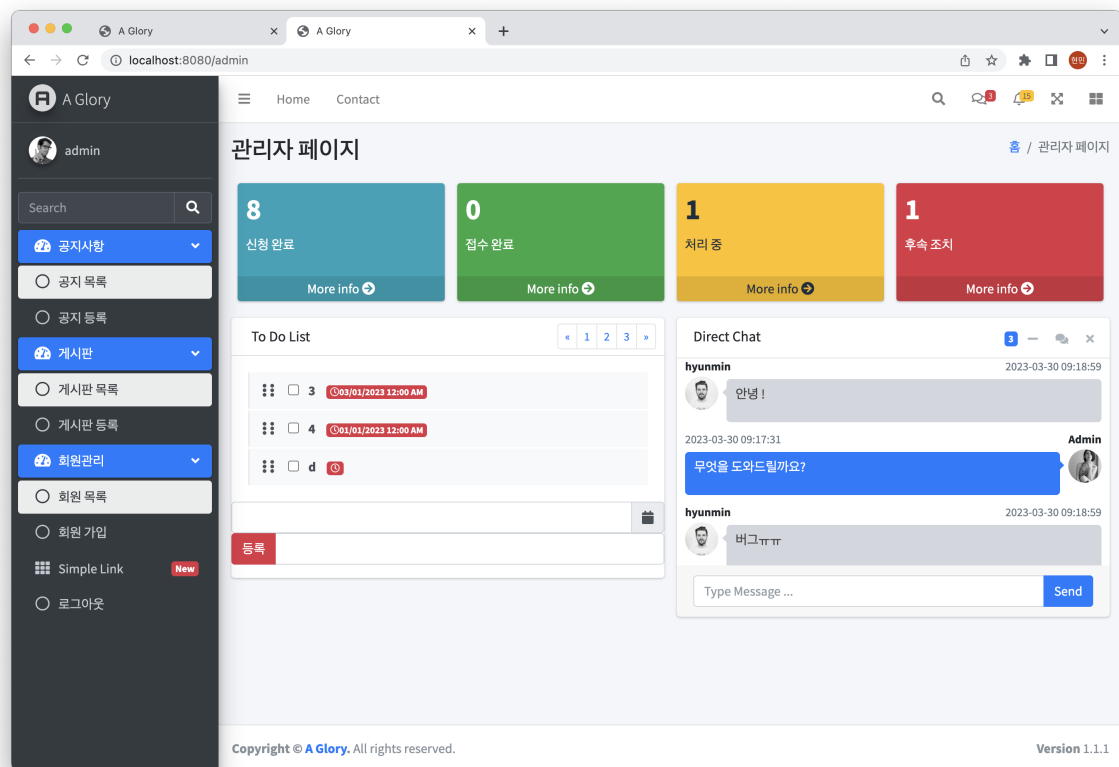 A Glory
A Glory
localhost:8080/admin
현민
A Glory
Home
Contact
3
15
admin
관리자 페이지
홈 / 관리자 페이지
Search
공지사항
공지 목록
공지 등록
게시판
게시판 목록
게시판 등록
회원관리
회원 목록
회원 가입
Simple Link
New
로그아웃
8
신청 완료
More info
0
접수 완료
More info
1
처리 중
More info
1
후속 조치
More info
To Do List
« 1 2 3 »
3 03/01/2023 12:00 AM
4 01/01/2023 12:00 AM
d
등록
Direct Chat
3
hyunmin 2023-03-30 09:18:59
안녕 !
2023-03-30 09:17:31 Admin
무엇을 도와드릴까요?
hyunmin 2023-03-30 09:18:59
버그ㅠㅠ
Type Message ...
Send
Copyright © A Glory. All rights reserved.
Version 1.1.1